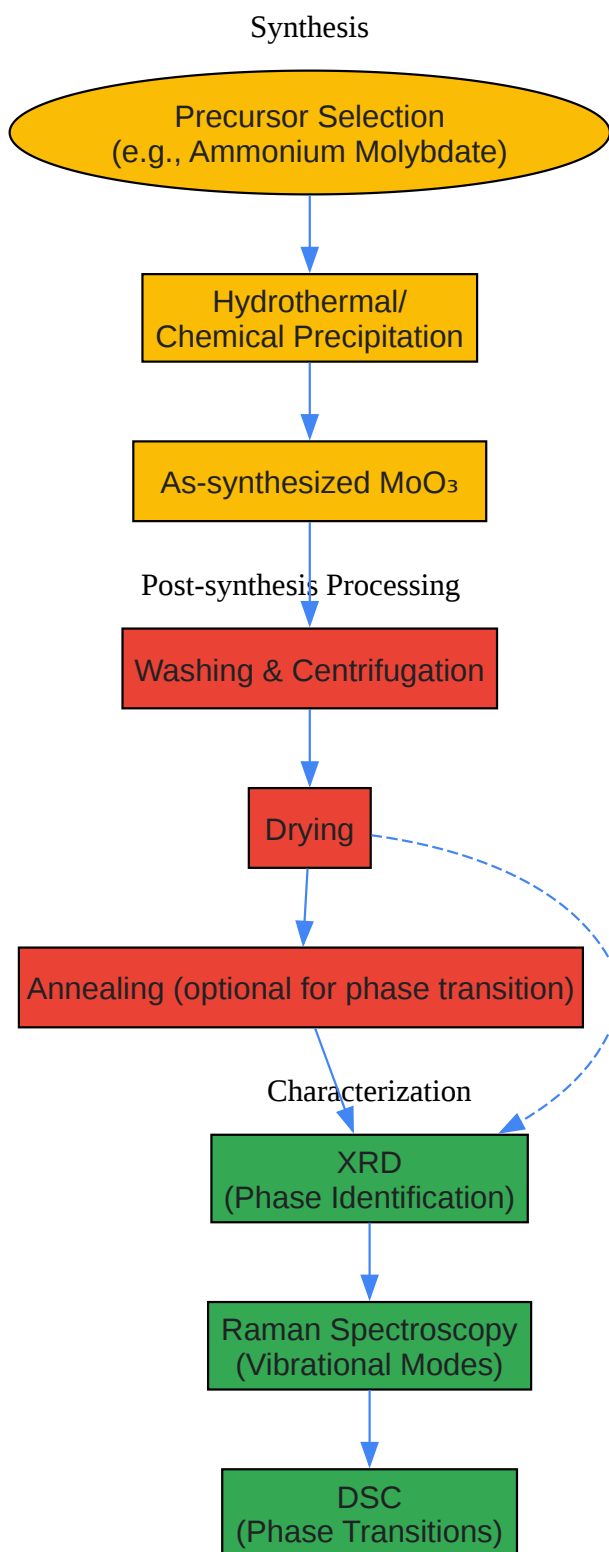 Synthesis
Precursor Selection
(e.g., Ammonium Molybdate)
Hydrothermal/
Chemical Precipitation
As-synthesized MoO₃
Post-synthesis Processing
Washing & Centrifugation
Drying
Annealing (optional for phase transition)
Characterization
XRD
(Phase Identification)
Raman Spectroscopy
(Vibrational Modes)
DSC
(Phase Transitions)